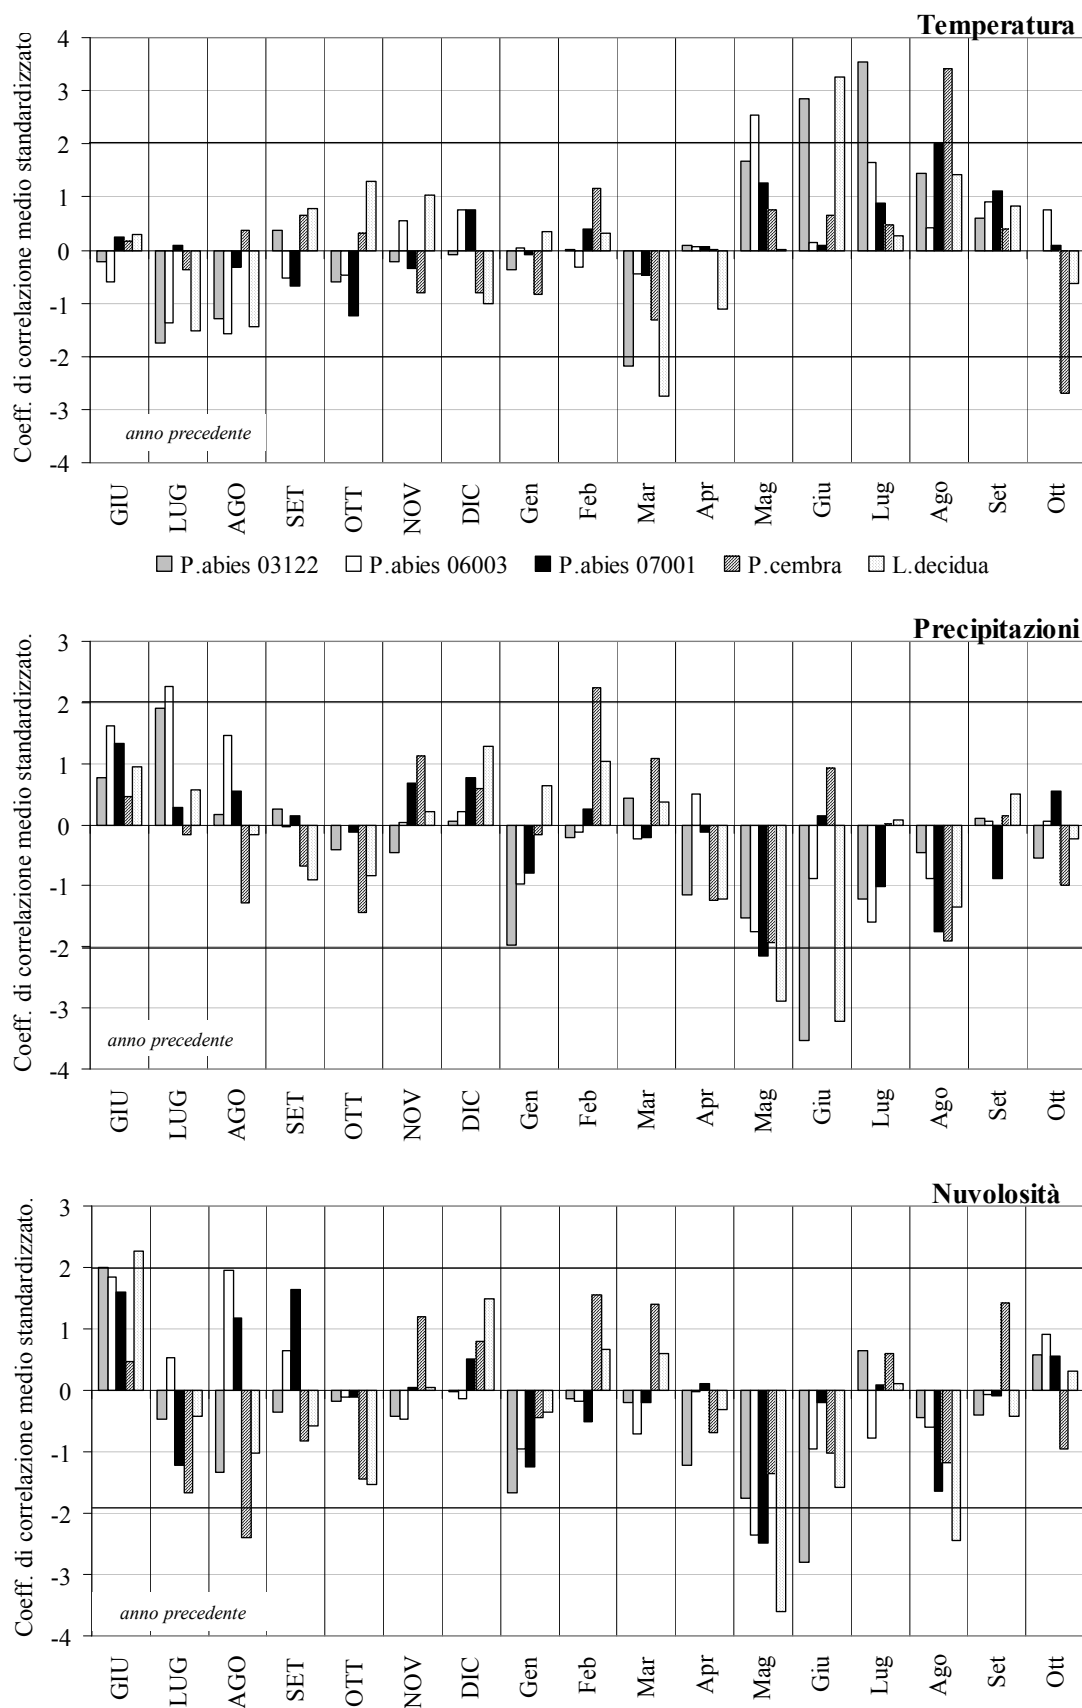 Temperatura
Coeff. di correlazione medio standardizzato
4
3
2
1
0
-1
-2
-3
-4
anno precedente
GIU LUG AGO SET OTT NOV DIC Gen Feb Mar Apr Mag Giu Lug Ago Set Ott
P.abies 03122 P.abies 06003 P.abies 07001 P.cembra L.decidua
Precipitazioni
Coeff. di correlazione medio standardizzato.
3
2
1
0
-1
-2
-3
-4
anno precedente
GIU LUG AGO SET OTT NOV DIC Gen Feb Mar Apr Mag Giu Lug Ago Set Ott
Nuvolosità
Coeff. di correlazione medio standardizzato.
3
2
1
0
-1
-2
-3
-4
anno precedente
GIU LUG AGO SET OTT NOV DIC Gen Feb Mar Apr Mag Giu Lug Ago Set Ott